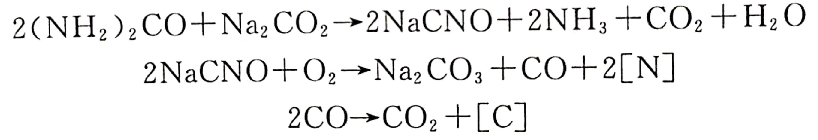 2(NH₂)₂CO+Na₂CO₂→2NaCNO+2NH₃+CO₂+H₂O
2NaCNO+O₂→Na₂CO₃+CO+2[N]
2CO→CO₂+[C]